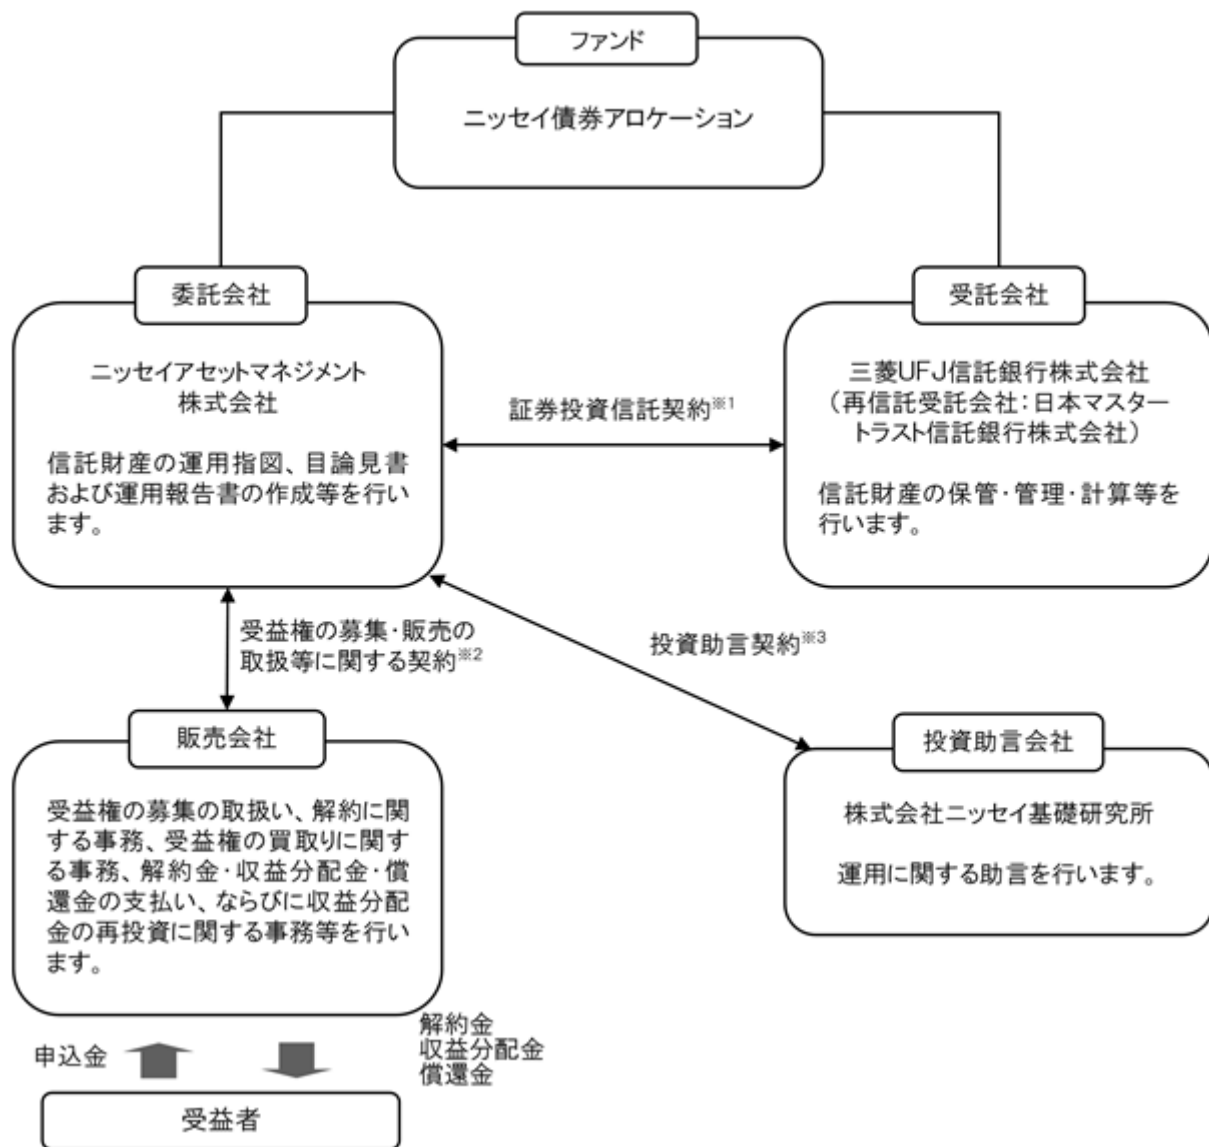 ファンド
ニッセイ債券アロケーション
委託会社
ニッセイアセットマネジメント
株式会社
信託財産の運用指図、目論見書
および運用報告書の作成等を行い
ます。
証券投資信託契約※1
受託会社
三菱UFJ信託銀行株式会社
（再信託受託会社：日本マスター
トラスト信託銀行株式会社）
信託財産の保管・管理・計算等を
行います。
受益権の募集・販売の
取扱等に関する契約※2
投資助言契約※3
販売会社
受益権の募集の取扱い、解約に関
する事務、受益権の買取りに関す
る事務、解約金・収益分配金・償
還金の支払い、ならびに収益分配
金の再投資に関する事務等を行い
ます。
投資助言会社
株式会社ニッセイ基礎研究所
運用に関する助言を行います。
申込金
解約金
収益分配金
償還金
受益者